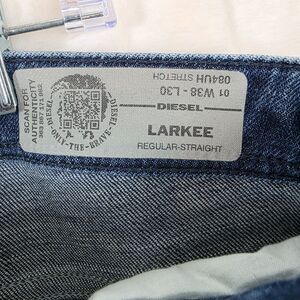 SCAN FOR
AUTHENTICITY
DIESEL
ONLY-THE-BRAVE
DIESEL
01 W38 - L30
084UH STRETCH
DIESEL
LARKEE
REGULAR-STRAIGHT